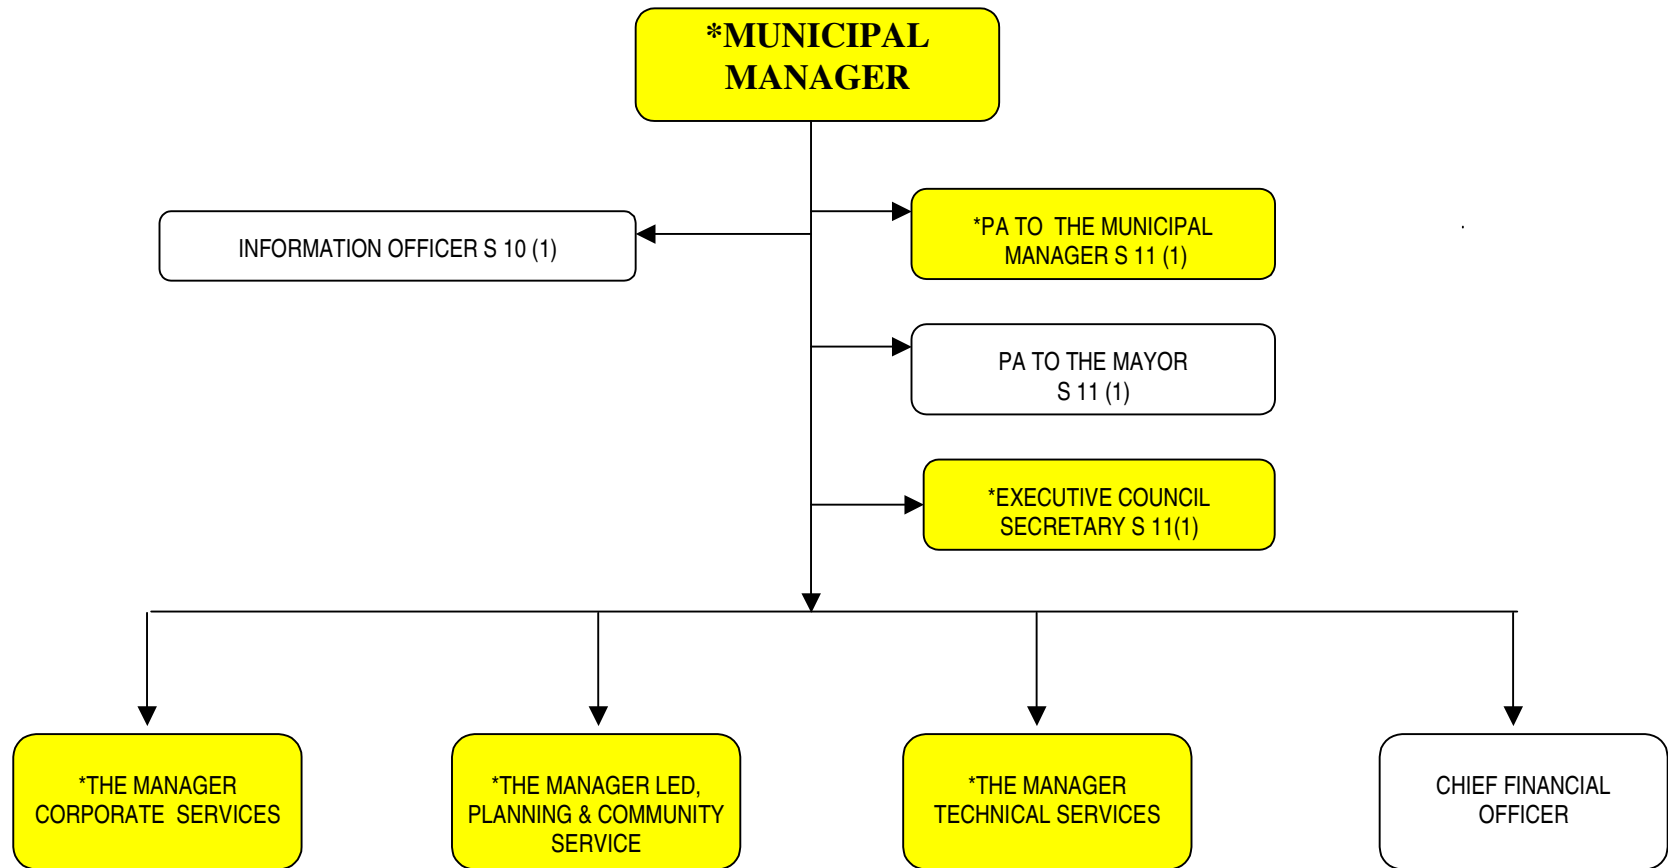 *MUNICIPAL
MANAGER
INFORMATION OFFICER S 10 (1)
*PA TO THE MUNICIPAL
MANAGER S 11 (1)
PA TO THE MAYOR
S 11 (1)
*EXECUTIVE COUNCIL
SECRETARY S 11(1)
*THE MANAGER
CORPORATE SERVICES
*THE MANAGER LED,
PLANNING & COMMUNITY
SERVICE
*THE MANAGER
TECHNICAL SERVICES
CHIEF FINANCIAL
OFFICER